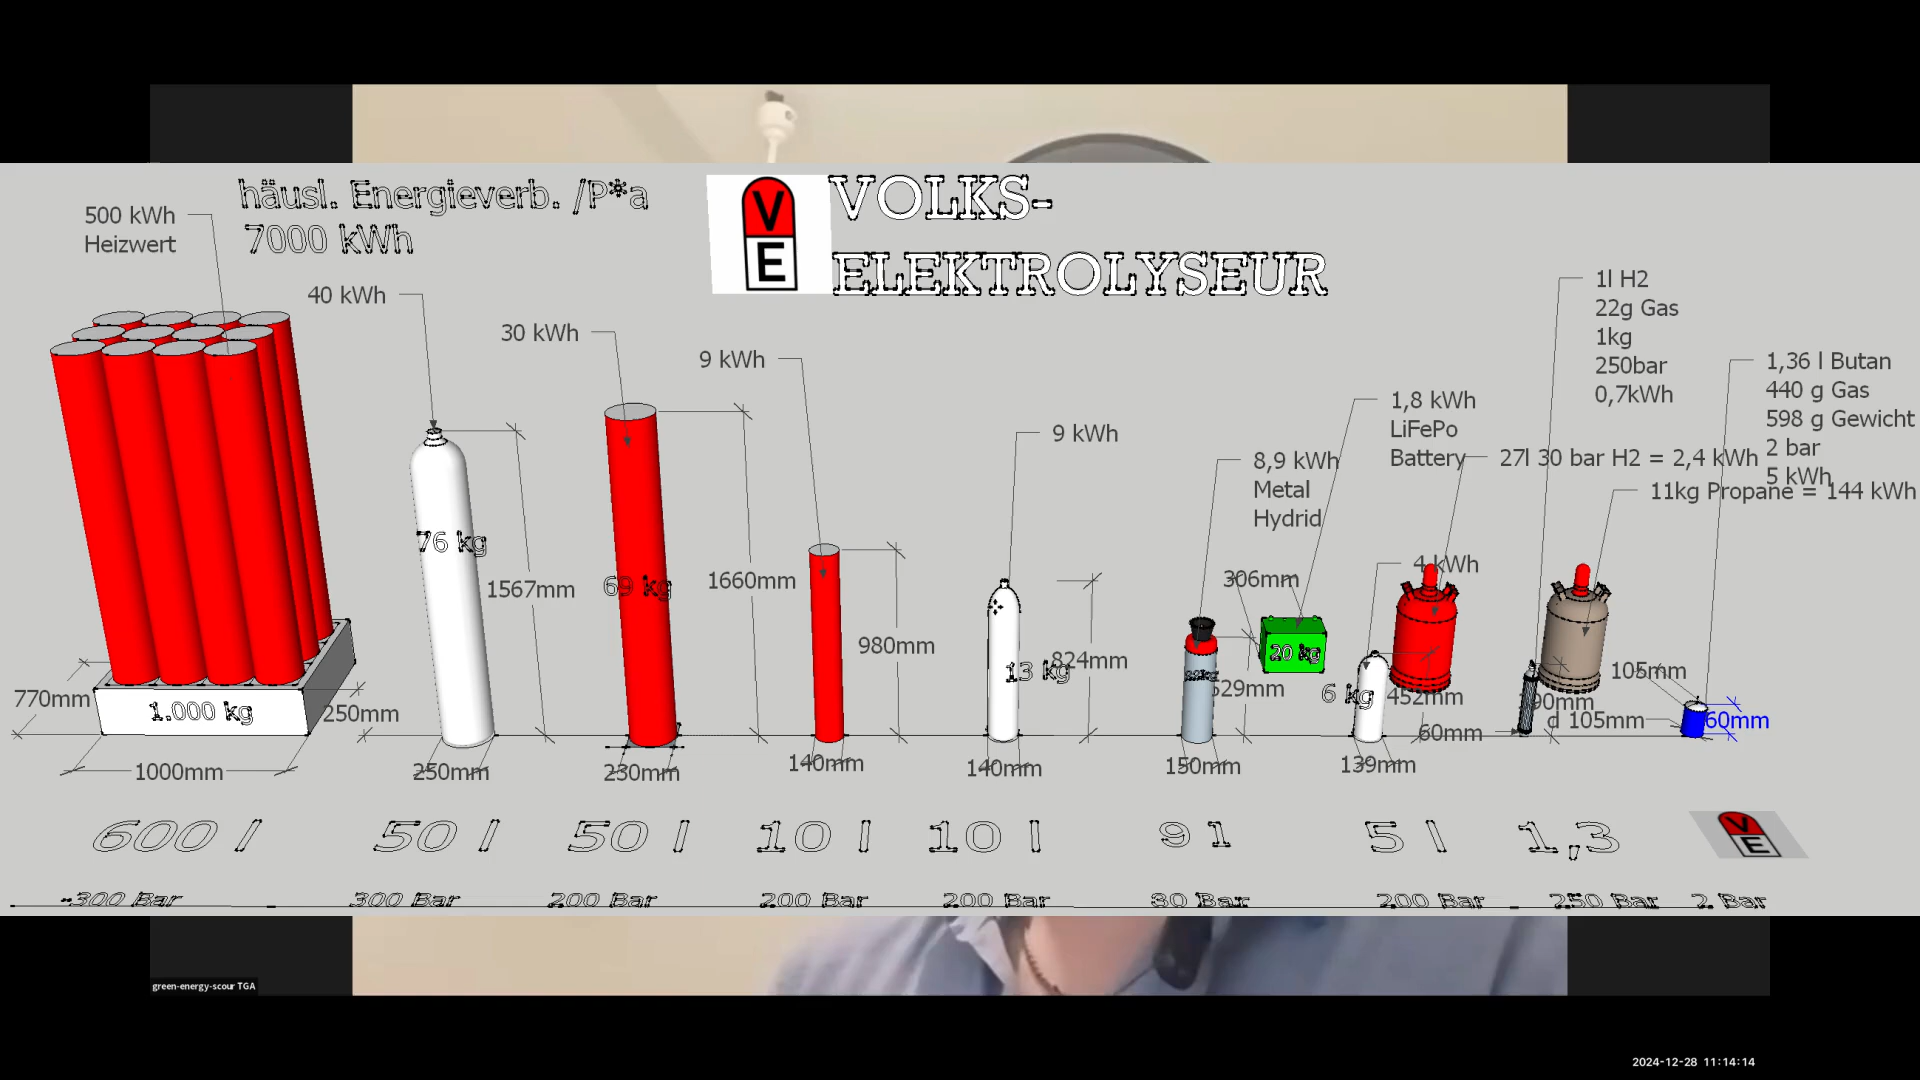 häusl. Energieverb. /P*a
7000 kWh
V
E
VOLKS-
ELEKTROLYSEUR
500 kWh
Heizwert
40 kWh
30 kWh
9 kWh
9 kWh
8,9 kWh
Metal
Hydrid
1,8 kWh
LiFePo
Battery
27l 30 bar H2 = 2,4 kWh
1l H2
22g Gas
1kg
250bar
0,7kWh
1,36 l Butan
440 g Gas
598 g Gewicht
2 bar
5 kWh
11kg Propane = 144 kWh
4 kWh
76 kg
69 kg
13 kg
20 kg
6 kg
1.000 kg
1567mm
1660mm
980mm
824mm
306mm
529mm
452mm
90mm
105mm
d 105mm
60mm
60mm
770mm
250mm
1000mm
250mm
230mm
140mm
140mm
150mm
139mm
600 l
50 l
50 l
10 l
10 l
9 l
5 l
1,3
V
E
300 Bar
300 Bar
200 Bar
200 Bar
200 Bar
80 Bar
200 Bar
250 Bar
2 Bar
green-energy-scour TGA
2024-12-28 11:14:14